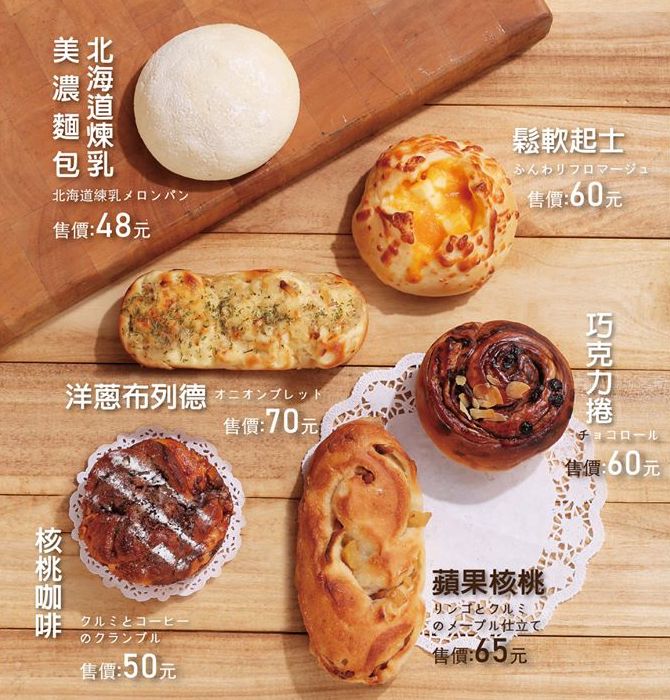 北海道煉乳
美濃麵包
北海道練乳メロンパン
售價:48元
鬆軟起士
ふんわりフロマージュ
售價:60元
洋蔥布列德
オニオンブレット
售價:70元
巧克力捲
チョコロール
售價:60元
核桃咖啡
クルミとコーヒー
のクランブル
售價:50元
蘋果核桃
リンゴとクルミ
のメープル仕立て
售價:65元